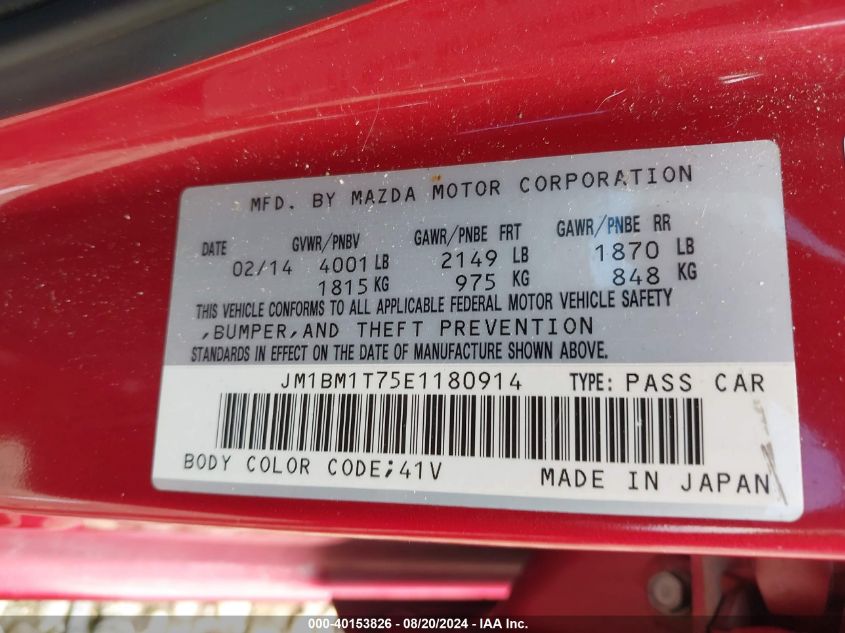 MFD. BY MAZDA MOTOR CORPORATION
DATE GVWR/PNBV GAWR/PNBE FRT GAWR/PNBE RR
02/14 4001 LB 2149 LB 1870 LB
1815 KG 975 KG 848 KG
THIS VEHICLE CONFORMS TO ALL APPLICABLE FEDERAL MOTOR VEHICLE SAFETY
,BUMPER,AND THEFT PREVENTION
STANDARDS IN EFFECT ON THE DATE OF MANUFACTURE SHOWN ABOVE.
JM1BM1T75E1180914 TYPE: PASS CAR
BODY COLOR CODE;41V MADE IN JAPAN
000-40153826 - 08/20/2024 - IAA Inc.